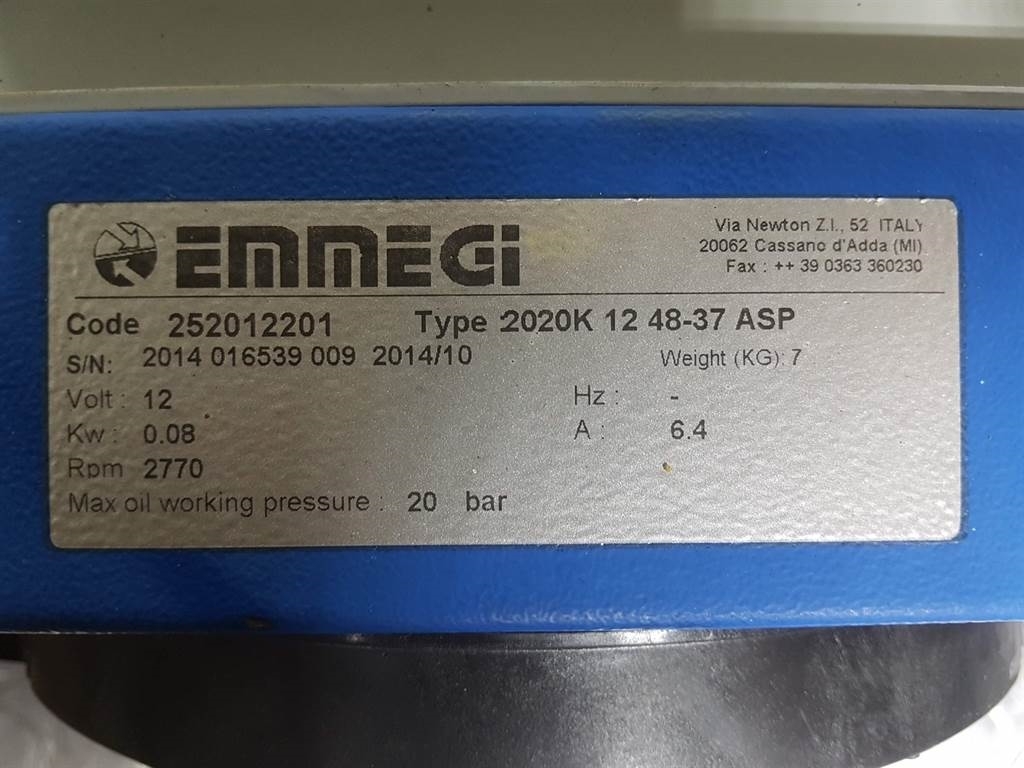 EMMEGi
Via Newton Z.I., 52 ITALY
20062 Cassano d'Adda (MI)
Fax : ++ 39 0363 360230
Code 252012201 Type : 2020K 12 48-37 ASP
S/N: 2014 016539 009 2014/10 Weight (KG): 7
Volt : 12 Hz : -
Kw : 0.08 A : 6.4
Rpm 2770
Max oil working pressure : 20 bar